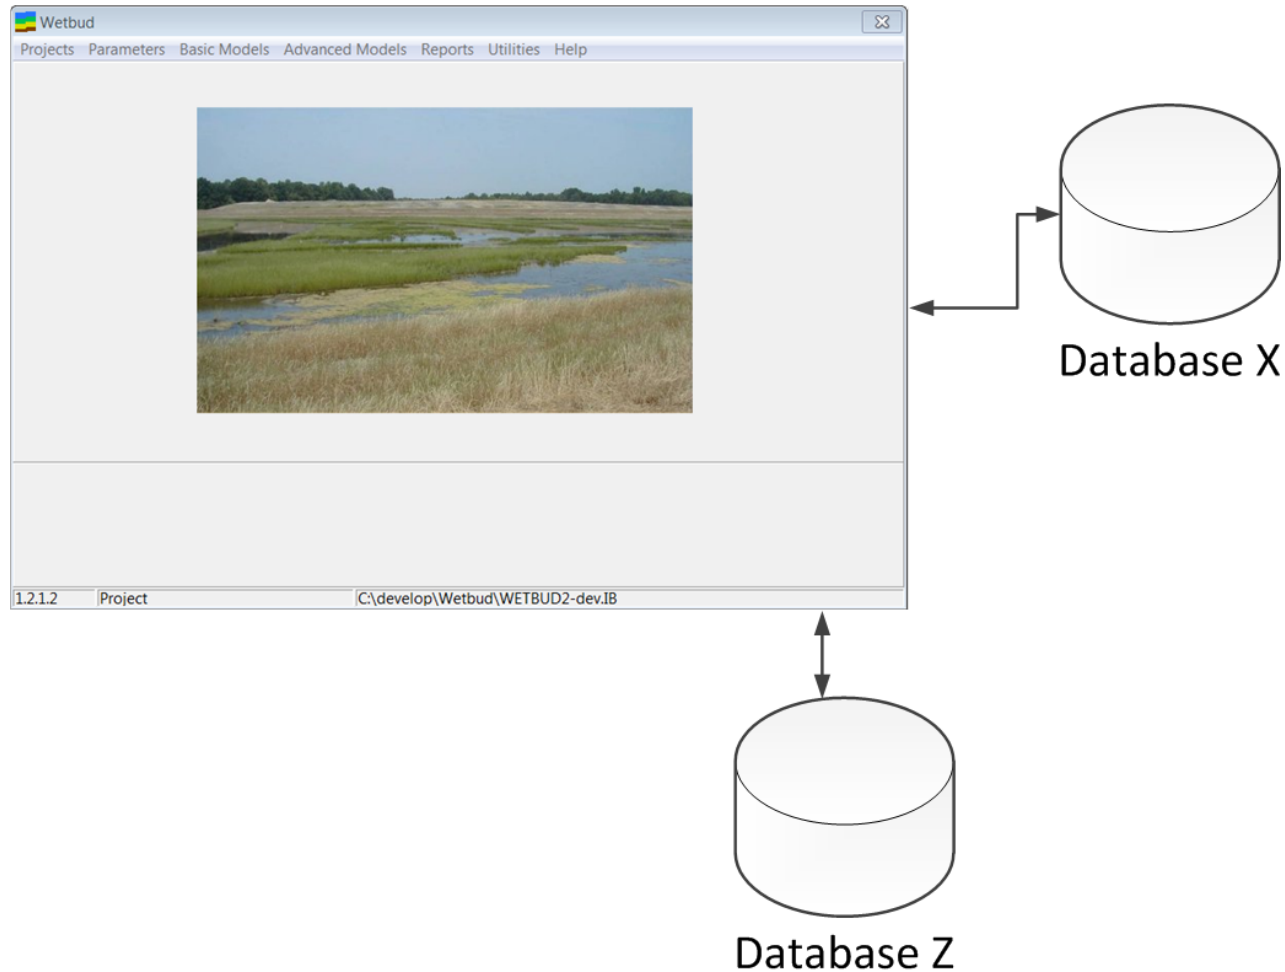 Wetbud
Projects Parameters Basic Models Advanced Models Reports Utilities Help
Database X
1.2.1.2 Project C:\develop\Wetbud\WETBUD2-dev.IB
Database Z